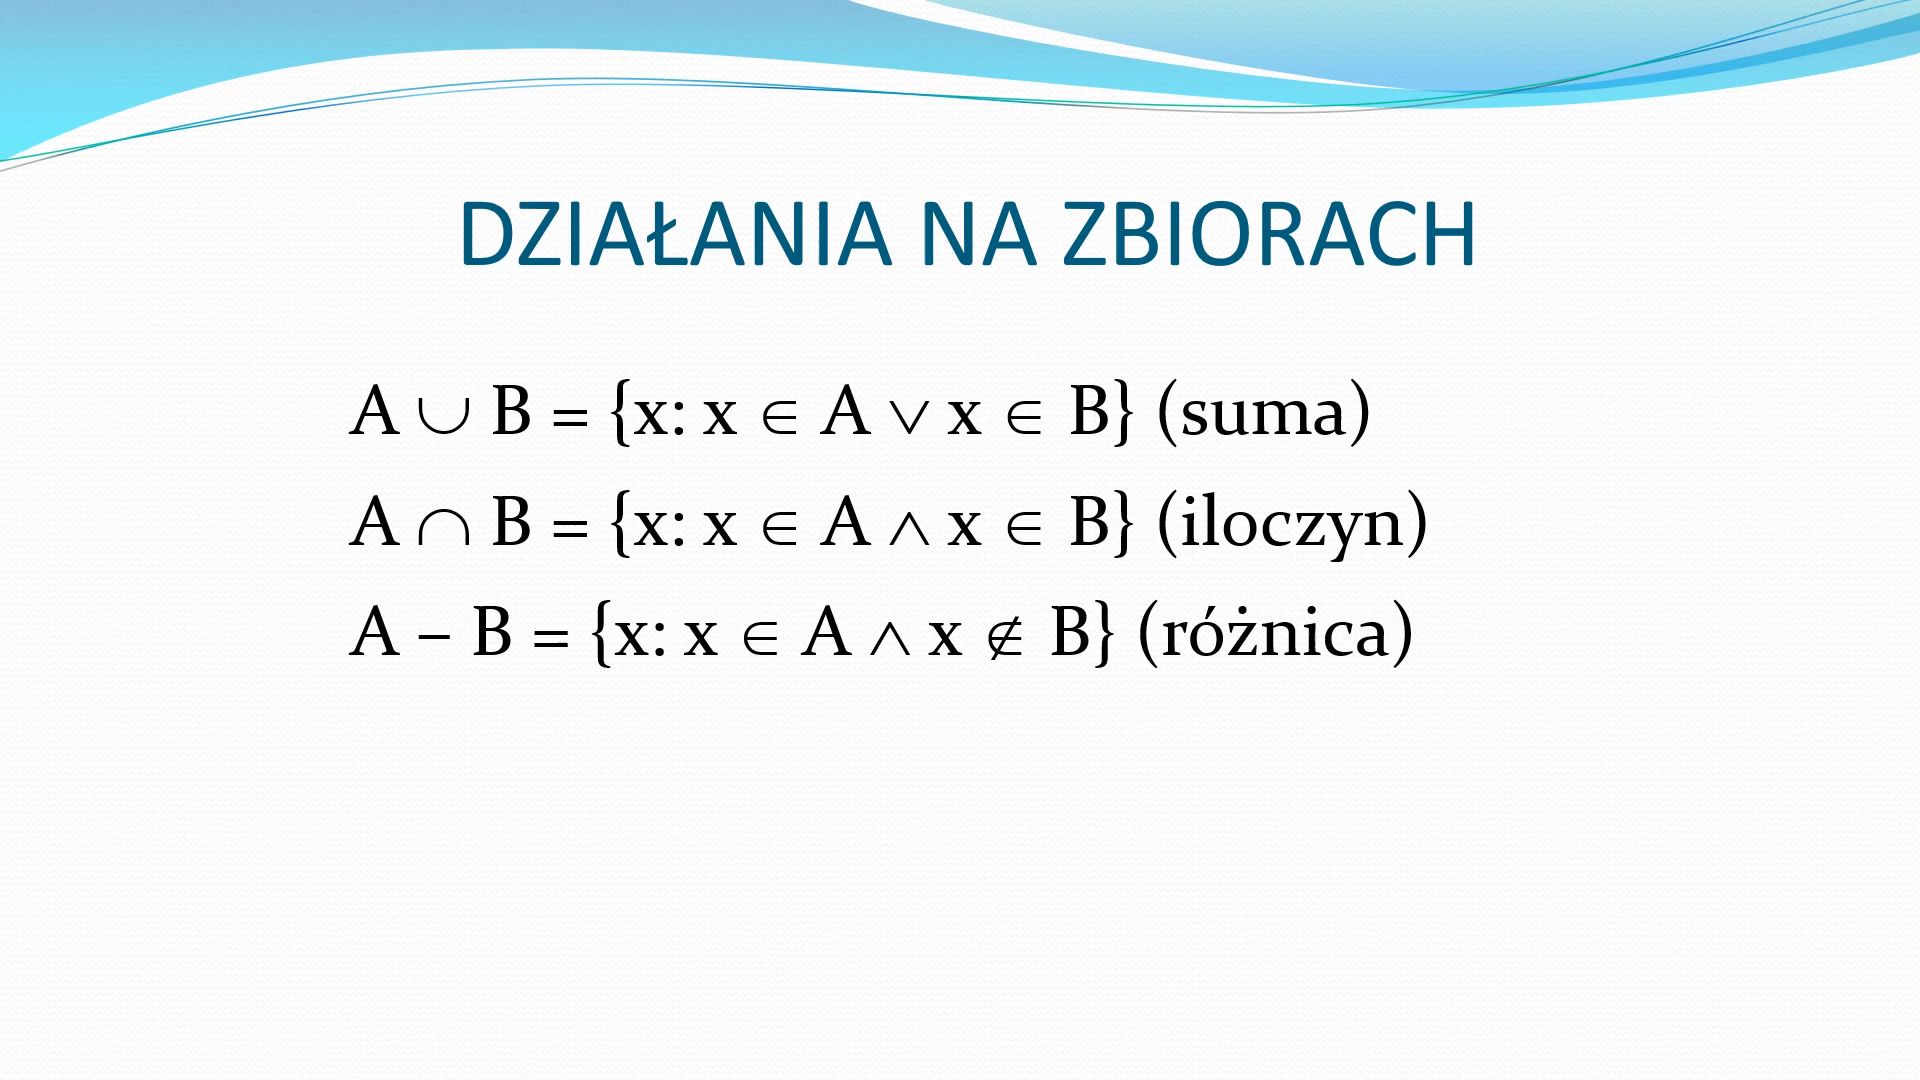 DZIAŁANIA NA ZBIORACH
A ∪ B = {x: x ∈ A ∨ x ∈ B} (suma)
A ∩ B = {x: x ∈ A ∧ x ∈ B} (iloczyn)
A – B = {x: x ∈ A ∧ x ∉ B} (różnica)